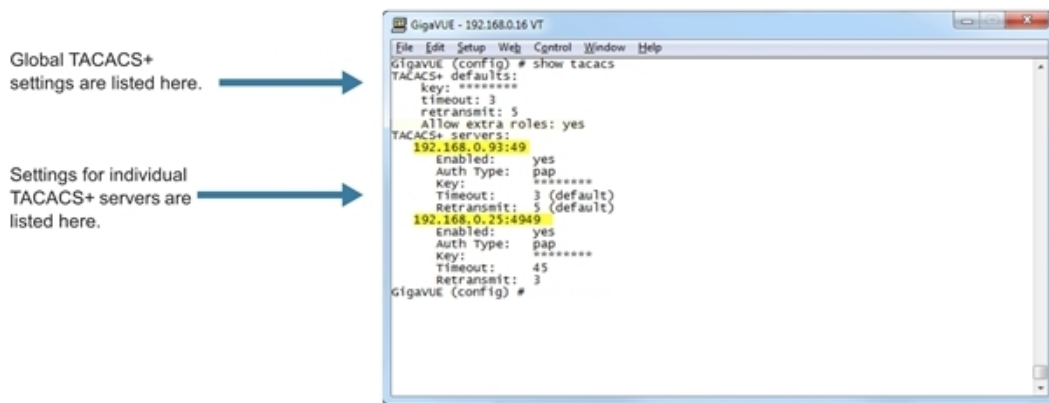 Global TACACS+
settings are listed here.
Settings for individual
TACACS+ servers are
listed here.
GigaVUE - 192.168.0.16 VT
File Edit Setup Web Control Window Help
GigaVUE (config) # show tacacs
TACACS+ defaults:
key: ********
timeout: 3
retransmit: 5
Allow extra roles: yes
TACACS+ servers:
192.168.0.93:49
Enabled: yes
Auth Type: pap
Key: ********
Timeout: 3 (default)
Retransmit: 5 (default)
192.168.0.25:4949
Enabled: yes
Auth Type: pap
Key: ********
Timeout: 45
Retransmit: 3
GigaVUE (config) #